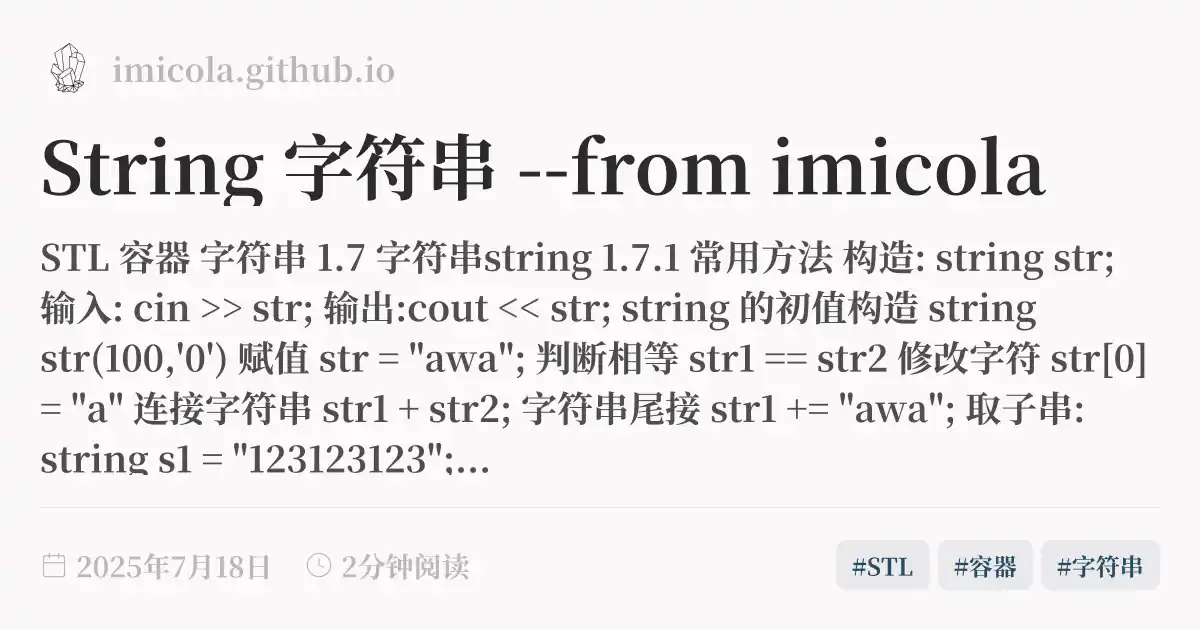 imicola.github.io
String 字符串 --from imicola
STL 容器 字符串 1.7 字符串string 1.7.1 常用方法 构造: string str;
输入: cin >> str; 输出:cout << str; string 的初值构造 string
str(100,'0') 赋值 str = "awa"; 判断相等 str1 == str2 修改字符 str[0]
= "a" 连接字符串 str1 + str2; 字符串尾接 str1 += "awa"; 取子串:
string s1 = "123123123";...
2025年7月18日 2分钟阅读 #STL #容器 #字符串